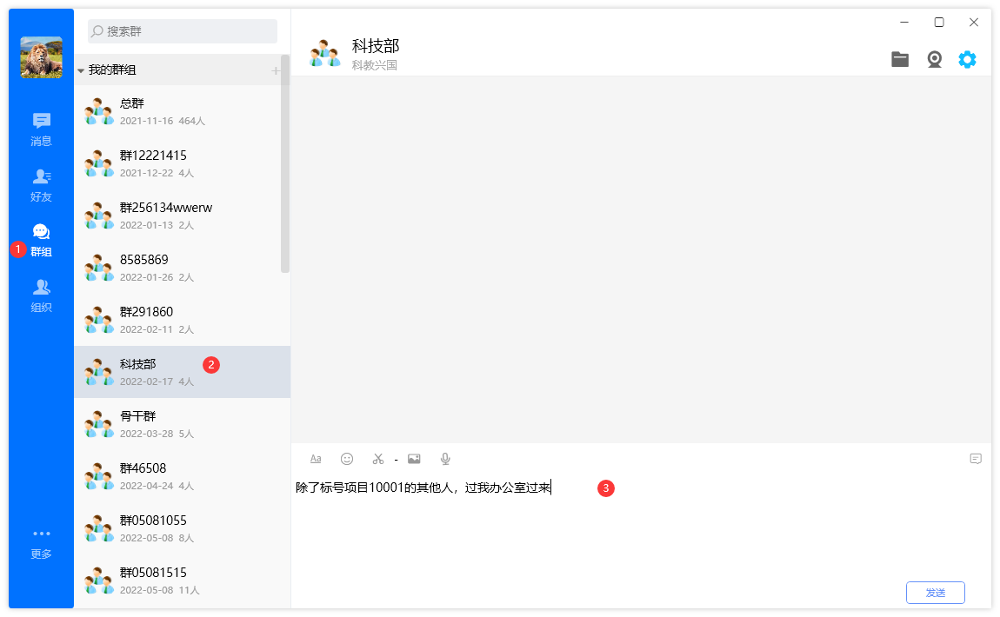 搜索群
我的群组
总群
2021-11-16 464人
群12221415
2021-12-22 4人
群256134wwerw
2022-01-13 2人
8585869
2022-01-26 2人
群291860
2022-02-11 2人
科技部
2
2022-02-17 4人
骨干群
2022-03-28 5人
群46508
2022-04-24 4人
群05081055
2022-05-08 8人
群05081515
2022-05-08 11人
消息
好友
1
群组
组织
更多
科技部
科教兴国
Aa
除了标号项目10001的其他人，过我办公室过来
3
发送